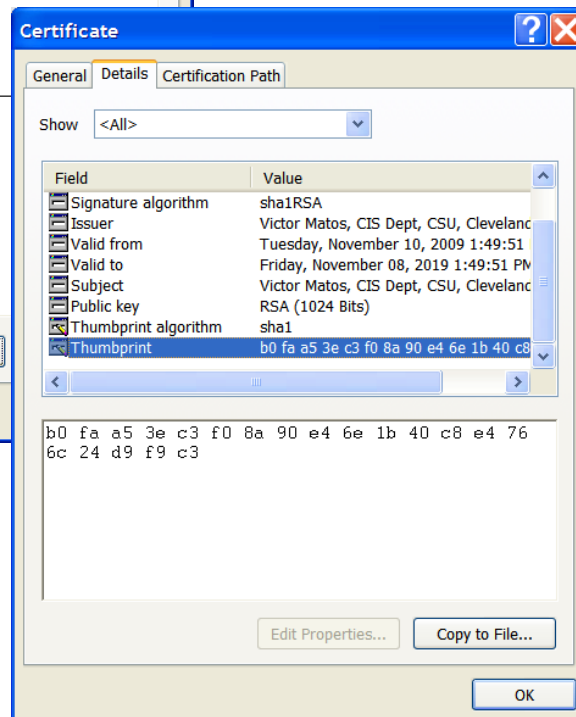 Certificate
General Details Certification Path
Show <All>
Field Value
Signature algorithm sha1RSA
Issuer Victor Matos, CIS Dept, CSU, Cleveland
Valid from Tuesday, November 10, 2009 1:49:51
Valid to Friday, November 08, 2019 1:49:51 PM
Subject Victor Matos, CIS Dept, CSU, Cleveland
Public key RSA (1024 Bits)
Thumbprint algorithm sha1
Thumbprint b0 fa a5 3e c3 f0 8a 90 e4 6e 1b 40 c8
b0 fa a5 3e c3 f0 8a 90 e4 6e 1b 40 c8 e4 76
6c 24 d9 f9 c3
Edit Properties... Copy to File...
OK